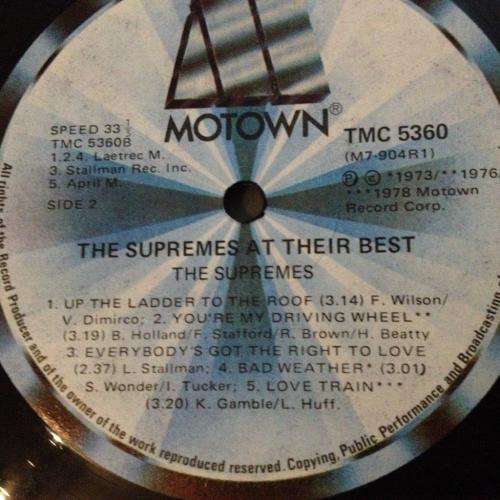 MOTOWN®
SPEED 33 1/3
TMC 5360B
1.2.4. Laetrec M.
3. Stallman Rec. Inc.
5. April M.
SIDE 2
TMC 5360
(M7-904R1)
Ⓟ © *1973/**1976/
***1978 Motown
Record Corp.
THE SUPREMES AT THEIR BEST
THE SUPREMES
1. UP THE LADDER TO THE ROOF (3.14) F. Wilson/
V. Dimirco; 2. YOU'RE MY DRIVING WHEEL**
(3.19) B. Holland/F. Stafford/R. Brown/H. Beatty
3. EVERYBODY'S GOT THE RIGHT TO LOVE
(2.37) L. Stallman; 4. BAD WEATHER* (3.01)
S. Wonder/I. Tucker; 5. LOVE TRAIN***
(3.20) K. Gamble/L. Huff.
All rights of the Record Producer and of the owner of the work reproduced reserved. Copying, Public Performance and Broadcasting of